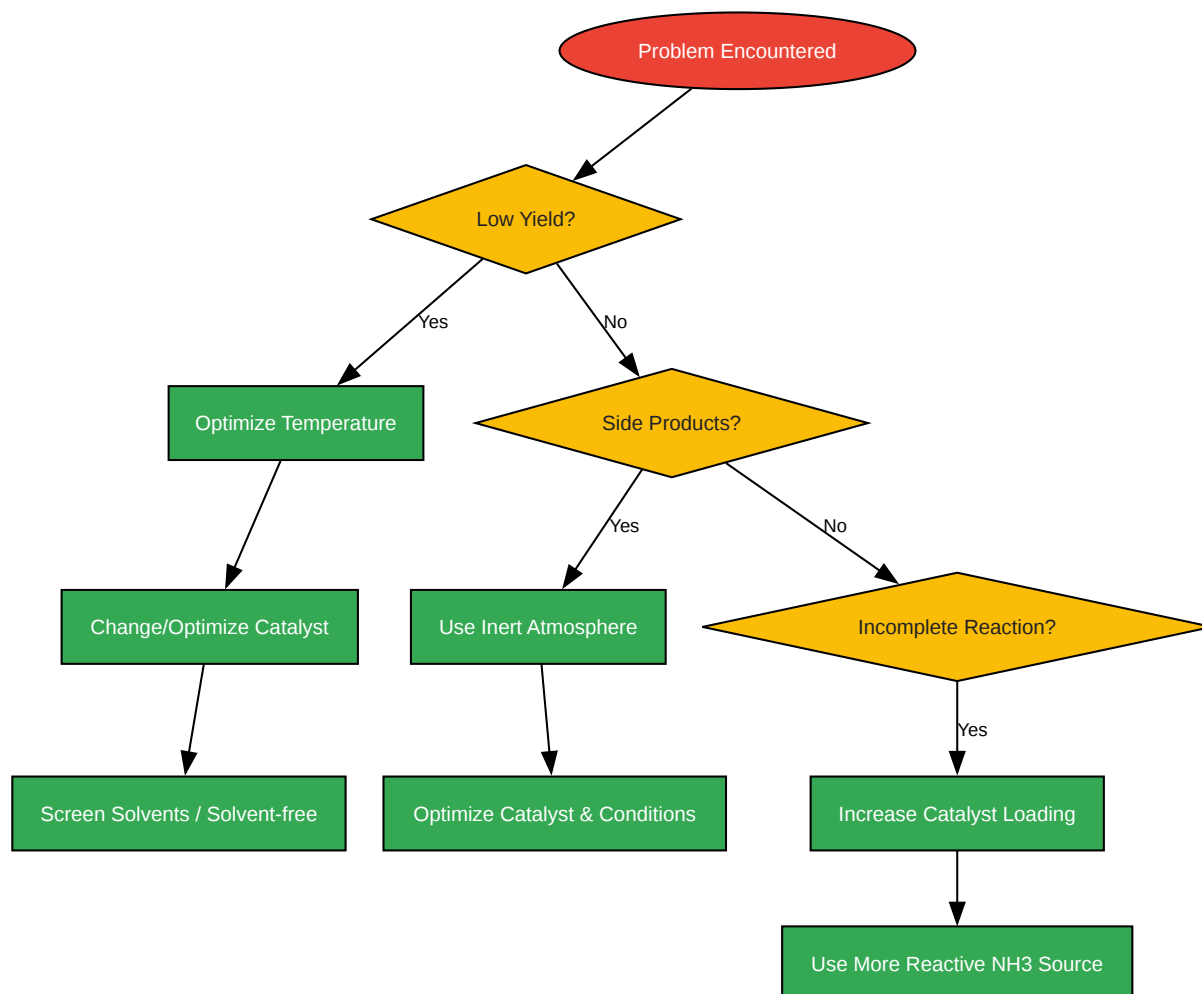 Problem Encountered
Low Yield?
Yes
No
Optimize Temperature
Side Products?
Yes
No
Change/Optimize Catalyst
Use Inert Atmosphere
Incomplete Reaction?
Yes
Screen Solvents / Solvent-free
Optimize Catalyst & Conditions
Increase Catalyst Loading
Use More Reactive NH3 Source